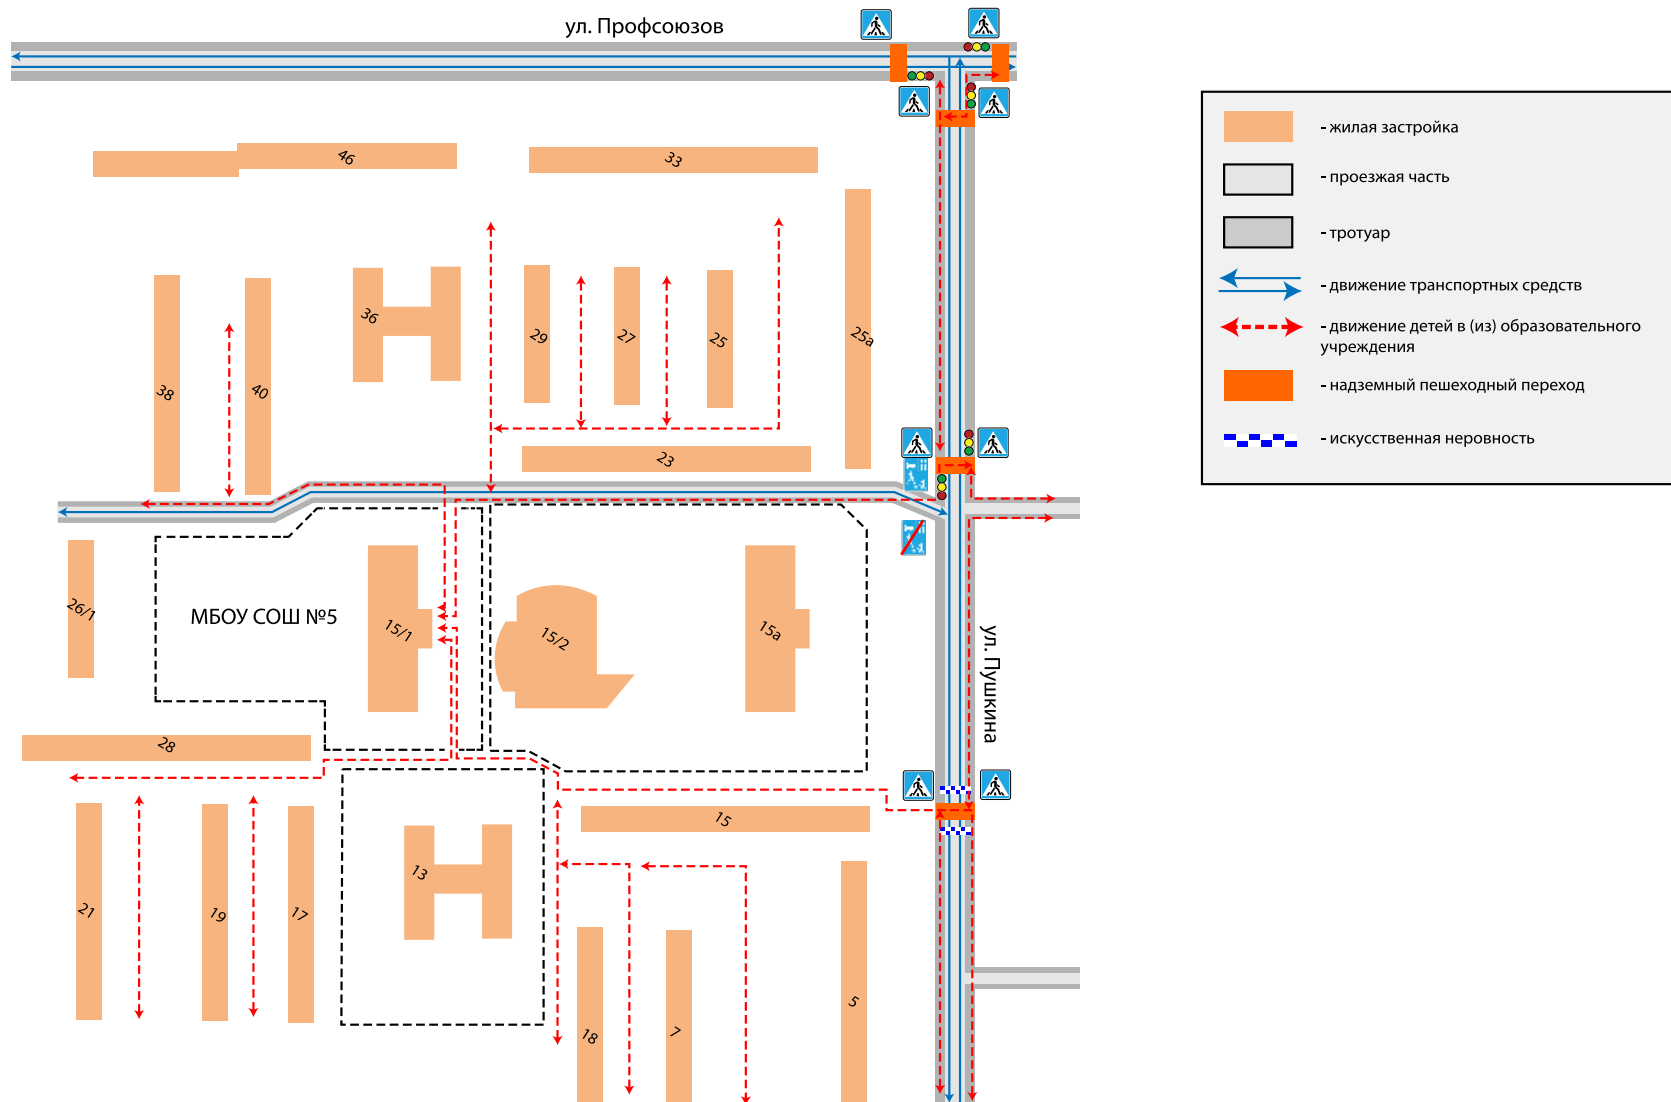 ул. Профсоюзов
46
33
36
29
27
25
25а
38
40
23
26/1
МБОУ СОШ №5
15/1
15/2
15а
ул. Пушкина
28
15
13
21
19
17
18
7
5
- жилая застройка
- проезжая часть
- тротуар
- движение транспортных средств
- движение детей в (из) образовательного
учреждения
- надземный пешеходный переход
- искусственная неровность